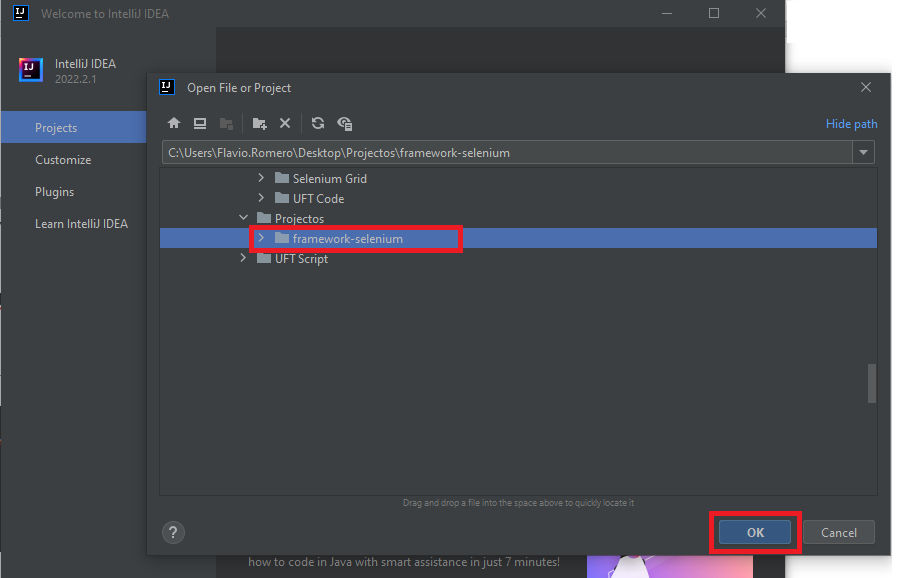 Welcome to IntelliJ IDEA
IntelliJ IDEA
2022.2.1
Projects
Customize
Plugins
Learn IntelliJ IDEA
Open File or Project
Hide path
C:\Users\Flavio.Romero\Desktop\Projectos\framework-selenium
Selenium Grid
UFT Code
Projectos
framework-selenium
UFT Script
Drag and drop a file into the space above to quickly locate it
?
OK
Cancel
how to code in Java with smart assistance in just 7 minutes!